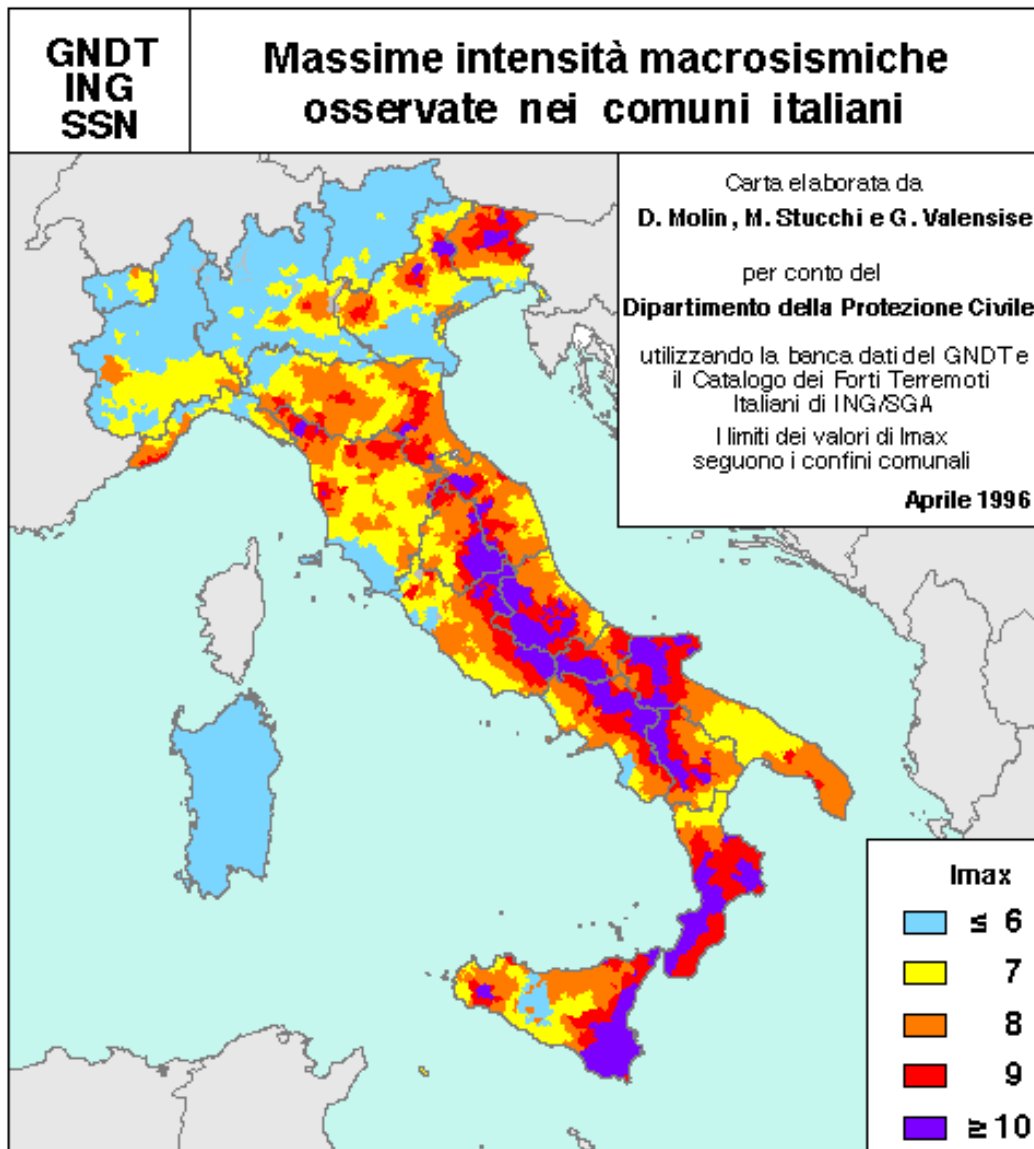 GNDT
ING
SSN
Massime intensità macrosismiche
osservate nei comuni italiani
Carta elaborata da
D. Molin, M. Stucchi e G. Valensise
per conto del
Dipartimento della Protezione Civile
utilizzando la banca dati del GNDT e
il Catalogo dei Forti Terremoti
Italiani di ING/SGA
I limiti dei valori di Imax
seguono i confini comunali
Aprile 1996
Imax
≤ 6
7
8
9
≥ 10